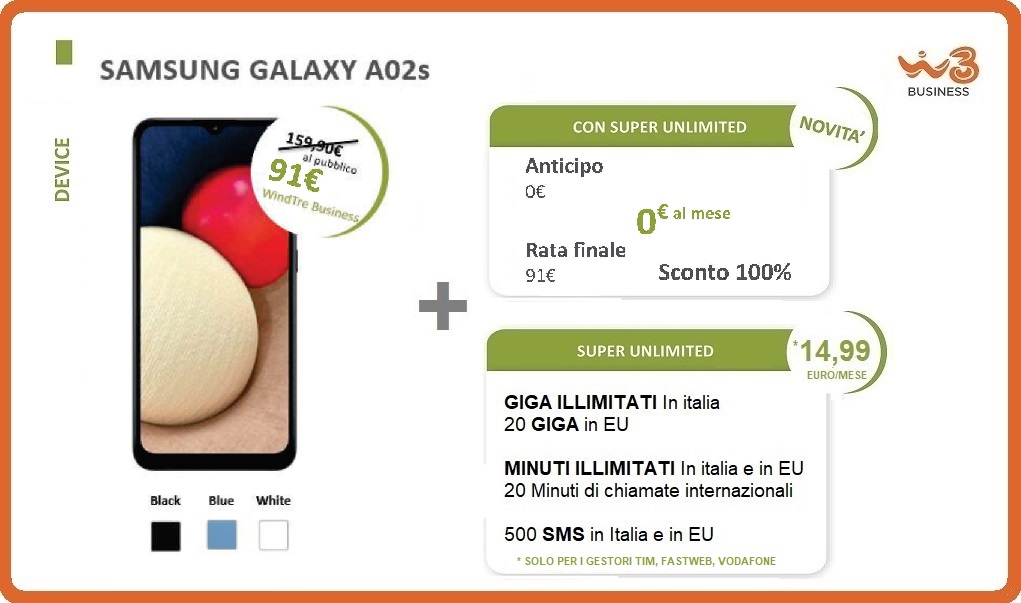 SAMSUNG GALAXY A02s
W3
BUSINESS
DEVICE
159,90€
al pubblico
91€
WindTre Business
CON SUPER UNLIMITED
NOVITA’
Anticipo
0€
0€ al mese
Rata finale
91€
Sconto 100%
+
SUPER UNLIMITED
*14,99
EURO/MESE
GIGA ILLIMITATI In italia
20 GIGA in EU
MINUTI ILLIMITATI In italia e in EU
20 Minuti di chiamate internazionali
500 SMS in Italia e in EU
* SOLO PER I GESTORI TIM, FASTWEB, VODAFONE
Black Blue White